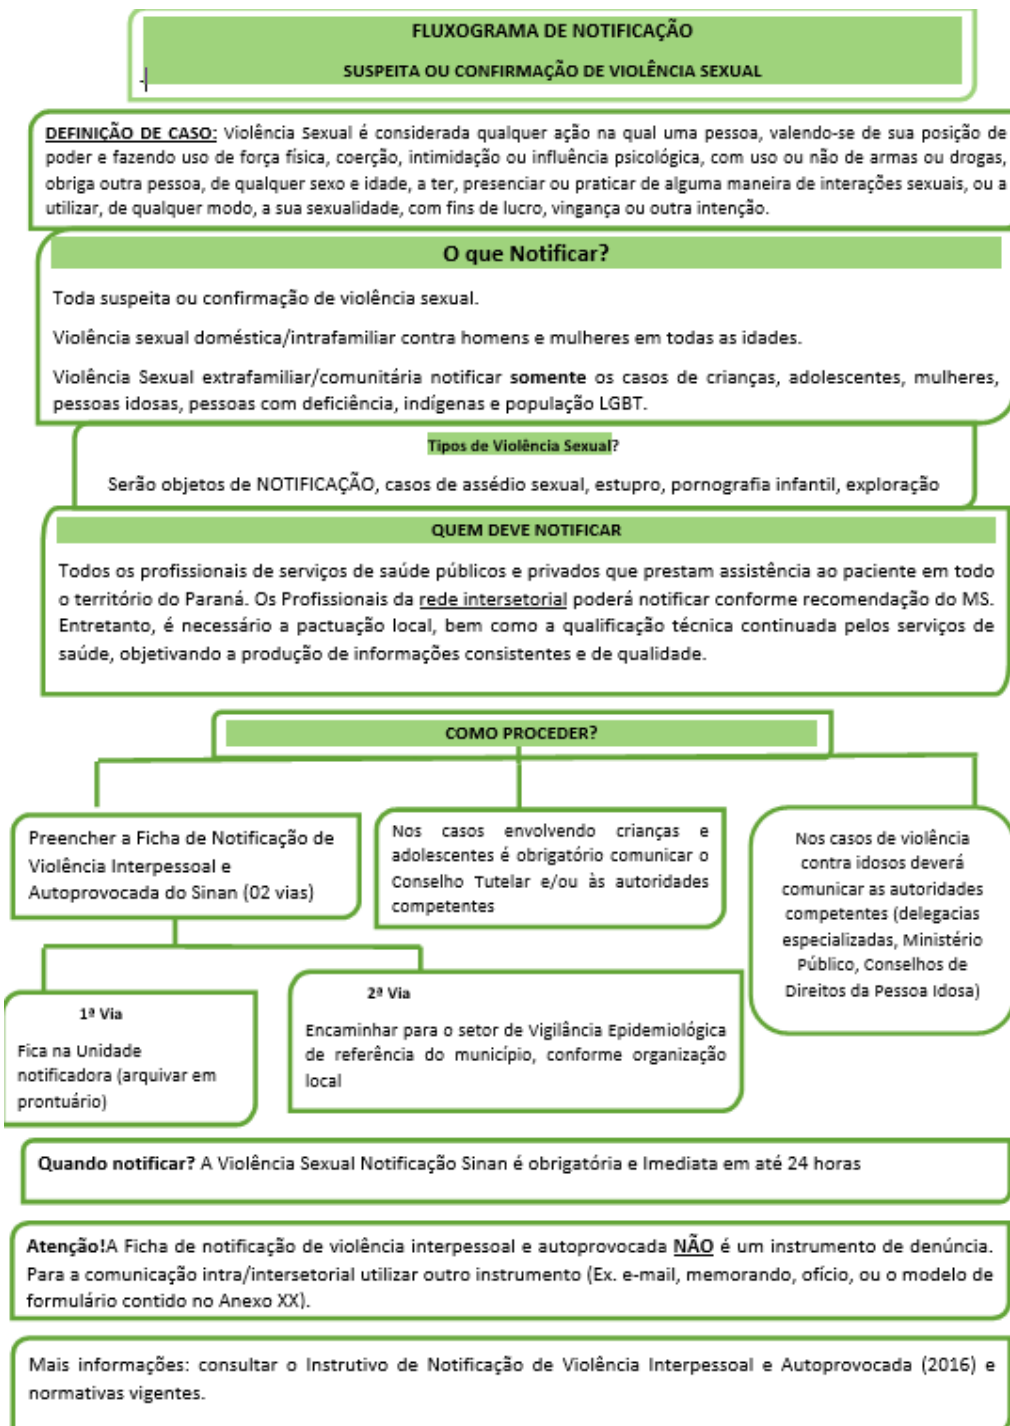 FLUXOGRAMA DE NOTIFICAÇÃO
SUSPEITA OU CONFIRMAÇÃO DE VIOLÊNCIA SEXUAL
DEFINIÇÃO DE CASO: Violência Sexual é considerada qualquer ação na qual uma pessoa, valendo-se de sua posição de
poder e fazendo uso de força física, coerção, intimidação ou influência psicológica, com uso ou não de armas ou drogas,
obriga outra pessoa, de qualquer sexo e idade, a ter, presenciar ou praticar de alguma maneira de interações sexuais, ou a
utilizar, de qualquer modo, a sua sexualidade, com fins de lucro, vingança ou outra intenção.
O que Notificar?
Toda suspeita ou confirmação de violência sexual.
Violência sexual doméstica/intrafamiliar contra homens e mulheres em todas as idades.
Violência Sexual extrafamiliar/comunitária notificar somente os casos de crianças, adolescentes, mulheres,
pessoas idosas, pessoas com deficiência, indígenas e população LGBT.
Tipos de Violência Sexual?
Serão objetos de NOTIFICAÇÃO, casos de assédio sexual, estupro, pornografia infantil, exploração
QUEM DEVE NOTIFICAR
Todos os profissionais de serviços de saúde públicos e privados que prestam assistência ao paciente em todo
o território do Paraná. Os Profissionais da rede intersetorial poderá notificar conforme recomendação do MS.
Entretanto, é necessário a pactuação local, bem como a qualificação técnica continuada pelos serviços de
saúde, objetivando a produção de informações consistentes e de qualidade.
COMO PROCEDER?
Preencher a Ficha de Notificação de
Violência Interpessoal e
Autoprovocada do Sinan (02 vias)
Nos casos envolvendo crianças e
adolescentes é obrigatório comunicar o
Conselho Tutelar e/ou às autoridades
competentes
Nos casos de violência
contra idosos deverá
comunicar as autoridades
competentes (delegacias
especializadas, Ministério
Público, Conselhos de
Direitos da Pessoa Idosa)
1ª Via
Fica na Unidade
notificadora (arquivar em
prontuário)
2ª Via
Encaminhar para o setor de Vigilância Epidemiológica
de referência do município, conforme organização
local
Quando notificar? A Violência Sexual Notificação Sinan é obrigatória e Imediata em até 24 horas
Atenção!A Ficha de notificação de violência interpessoal e autoprovocada NÃO é um instrumento de denúncia.
Para a comunicação intra/intersetorial utilizar outro instrumento (Ex. e-mail, memorando, ofício, ou o modelo de
formulário contido no Anexo XX).
Mais informações: consultar o Instrutivo de Notificação de Violência Interpessoal e Autoprovocada (2016) e
normativas vigentes.